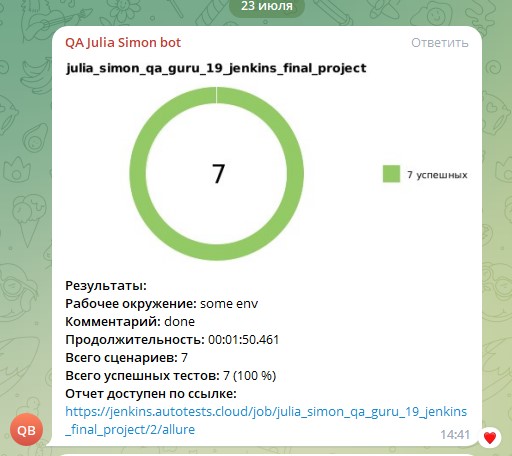 23 июля
QA Julia Simon bot
Ответить
julia_simon_qa_guru_19_jenkins_final_project
7
7 успешных
Результаты:
Рабочее окружение: some env
Комментарий: done
Продолжительность: 00:01:50.461
Всего сценариев: 7
Всего успешных тестов: 7 (100 %)
Отчет доступен по ссылке:
https://jenkins.autotests.cloud/job/julia_simon_qa_guru_19_jenkins
_final_project/2/allure
QB
14:41